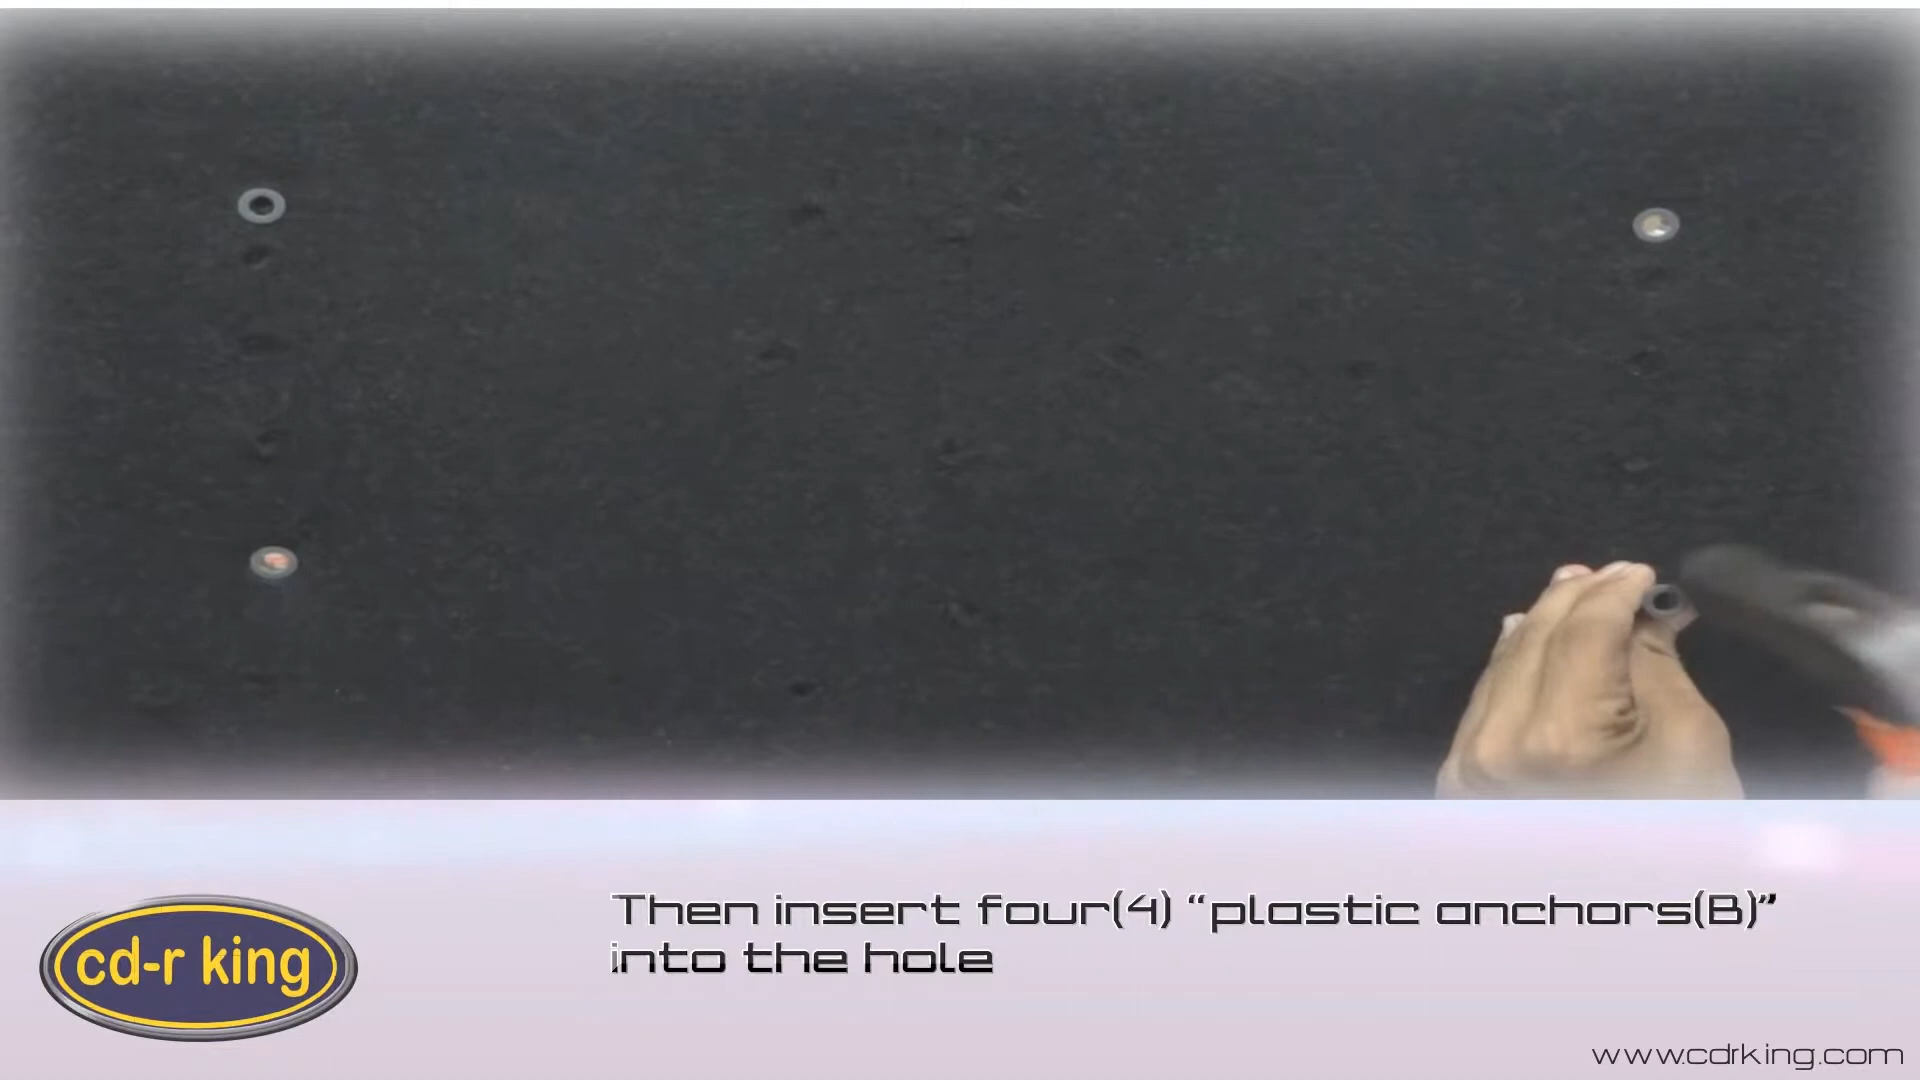 Then insert four(4) “plastic anchors(B)”
into the hole
cd-r king
www.cdrking.com